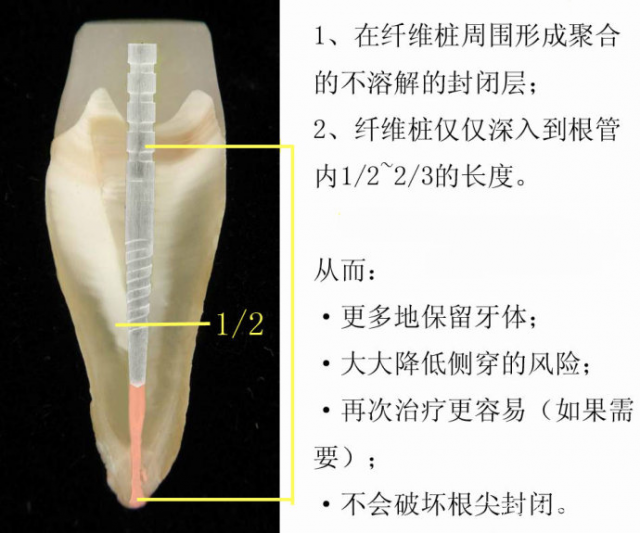 1、在纤维桩周围形成聚合
的不溶解的封闭层；
2、纤维桩仅仅深入到根管
内1/2~2/3的长度。
从而：
·更多地保留牙体；
·大大降低侧穿的风险；
·再次治疗更容易（如果需
要）；
·不会破坏根尖封闭。
1/2